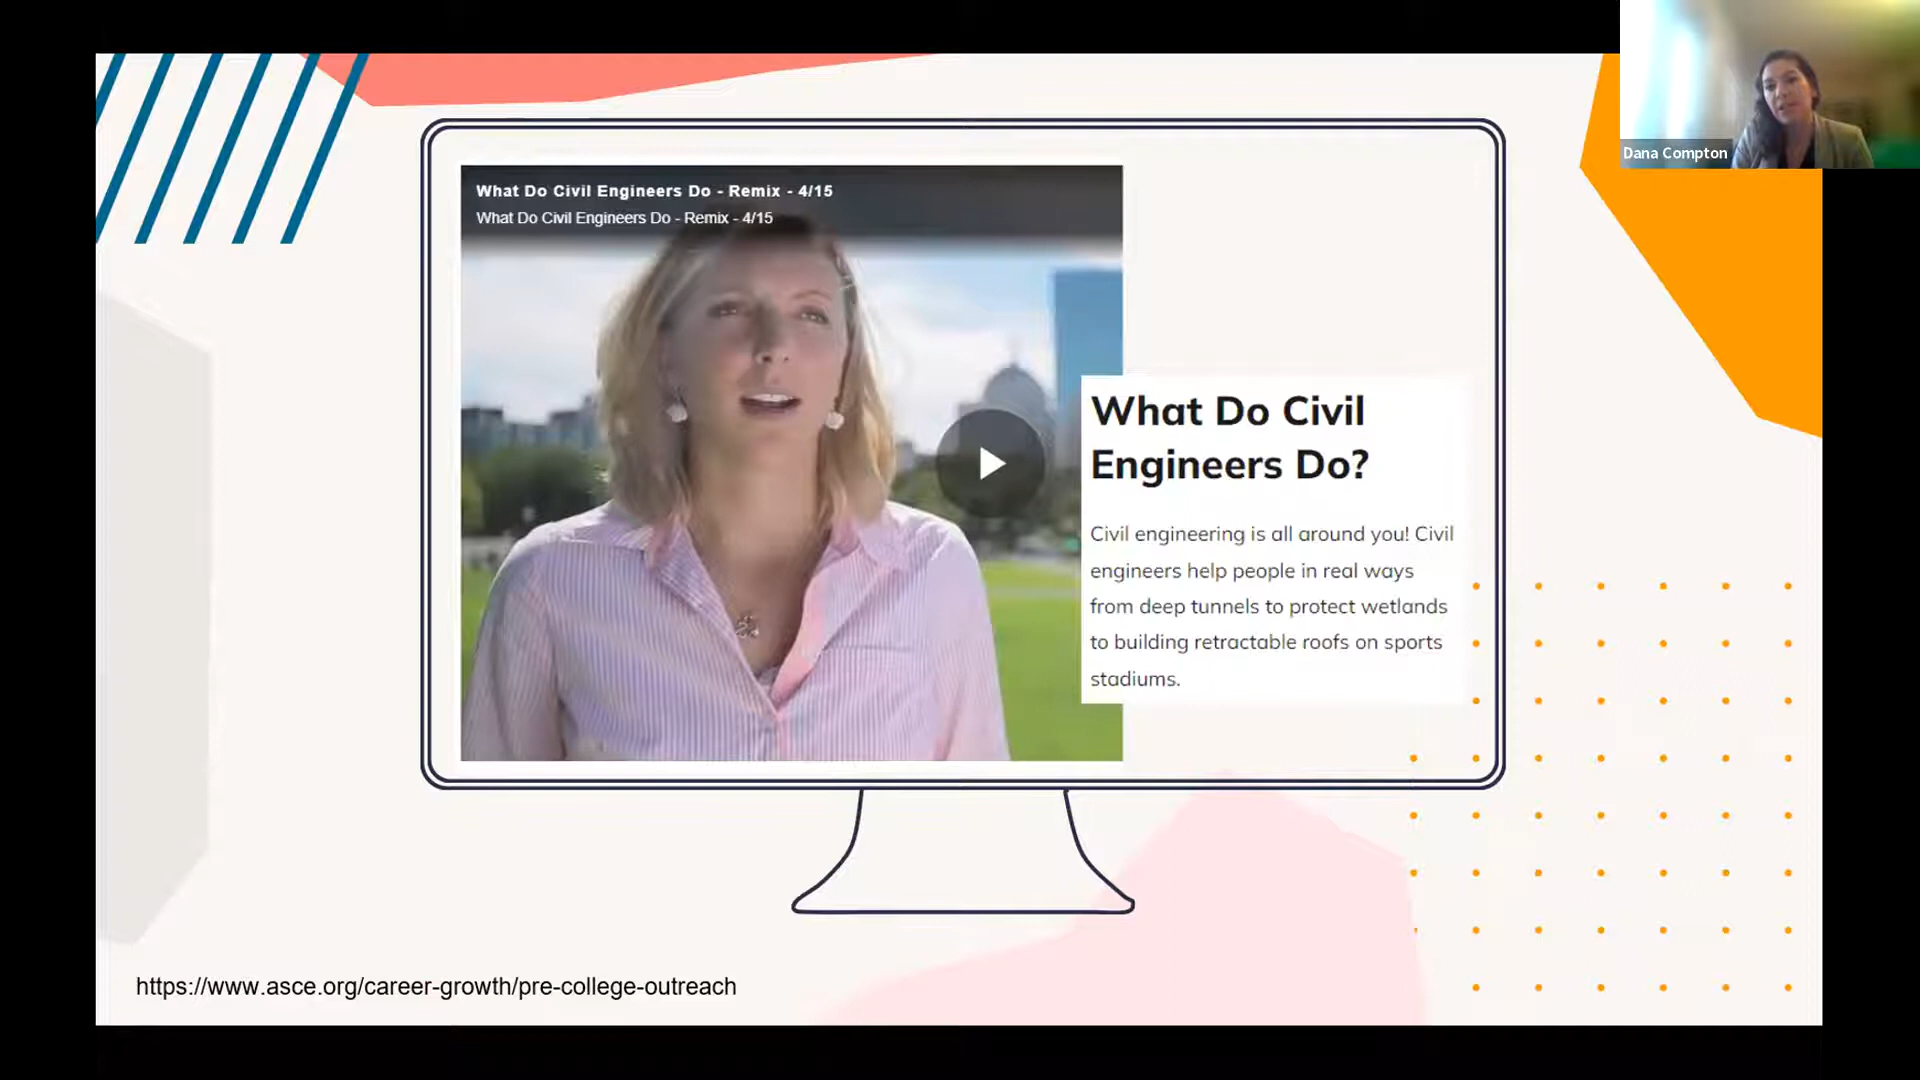 Dana Compton
What Do Civil Engineers Do - Remix - 4/15
What Do Civil Engineers Do - Remix - 4/15
What Do Civil
Engineers Do?
Civil engineering is all around you! Civil
engineers help people in real ways
from deep tunnels to protect wetlands
to building retractable roofs on sports
stadiums.
https://www.asce.org/career-growth/pre-college-outreach